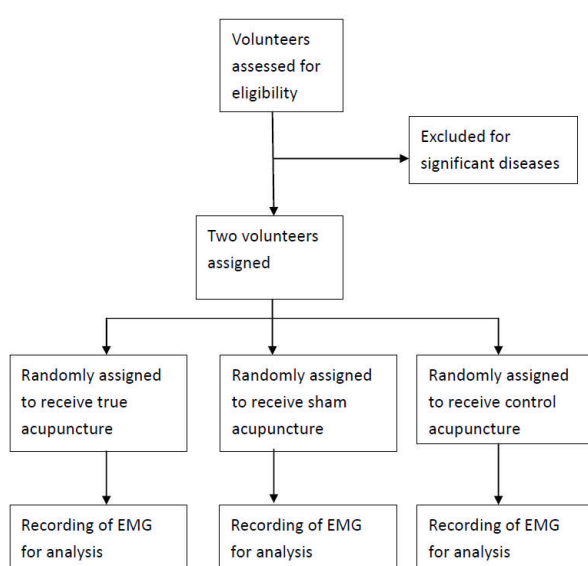 Volunteers
assessed for
eligibility
Excluded for
significant diseases
Two volunteers
assigned
Randomly assigned
to receive true
acupuncture
Randomly assigned
to receive sham
acupuncture
Randomly assigned
to receive control
acupuncture
Recording of EMG
for analysis
Recording of EMG
for analysis
Recording of EMG
for analysis